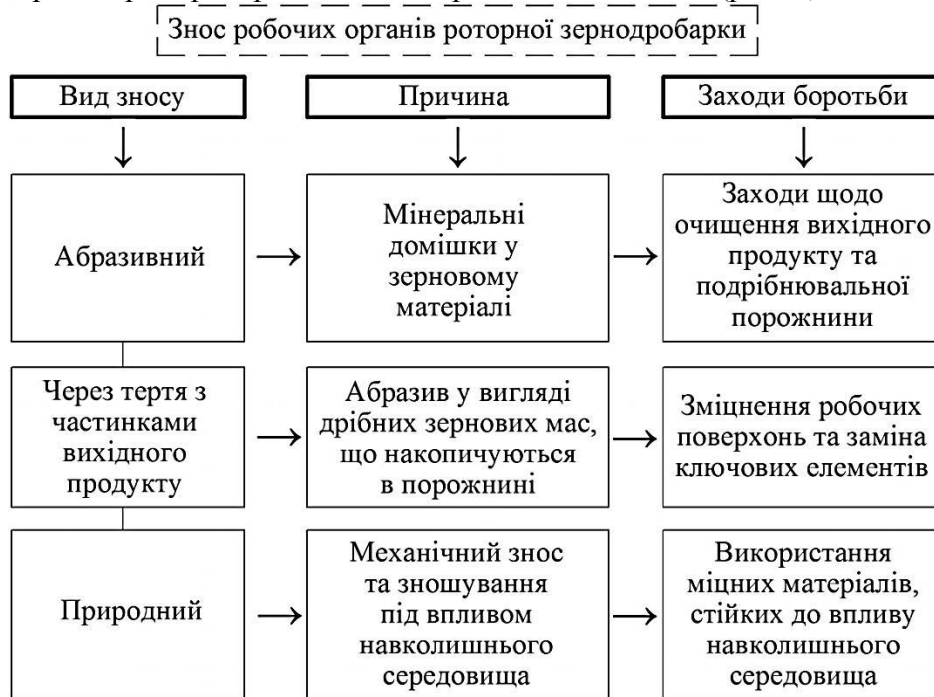 Знос робочих органів роторної зернодробарки
Вид зносу
Причина
Заходи боротьби
Абразивний
Мінеральні
домішки у
зерновому
матеріалі
Заходи щодо
очищення вихідного
продукту та
подрібнювальної
порожнини
Через тертя з
частинками
вихідного
продукту
Абразив у вигляді
дрібних зернових мас,
що накопичуються
в порожнині
Зміцнення робочих
поверхонь та заміна
ключових елементів
Природний
Механічний знос
та зношування
під впливом
навколишнього
середовища
Використання
міцних матеріалів,
стійких до впливу
навколишнього
середовища